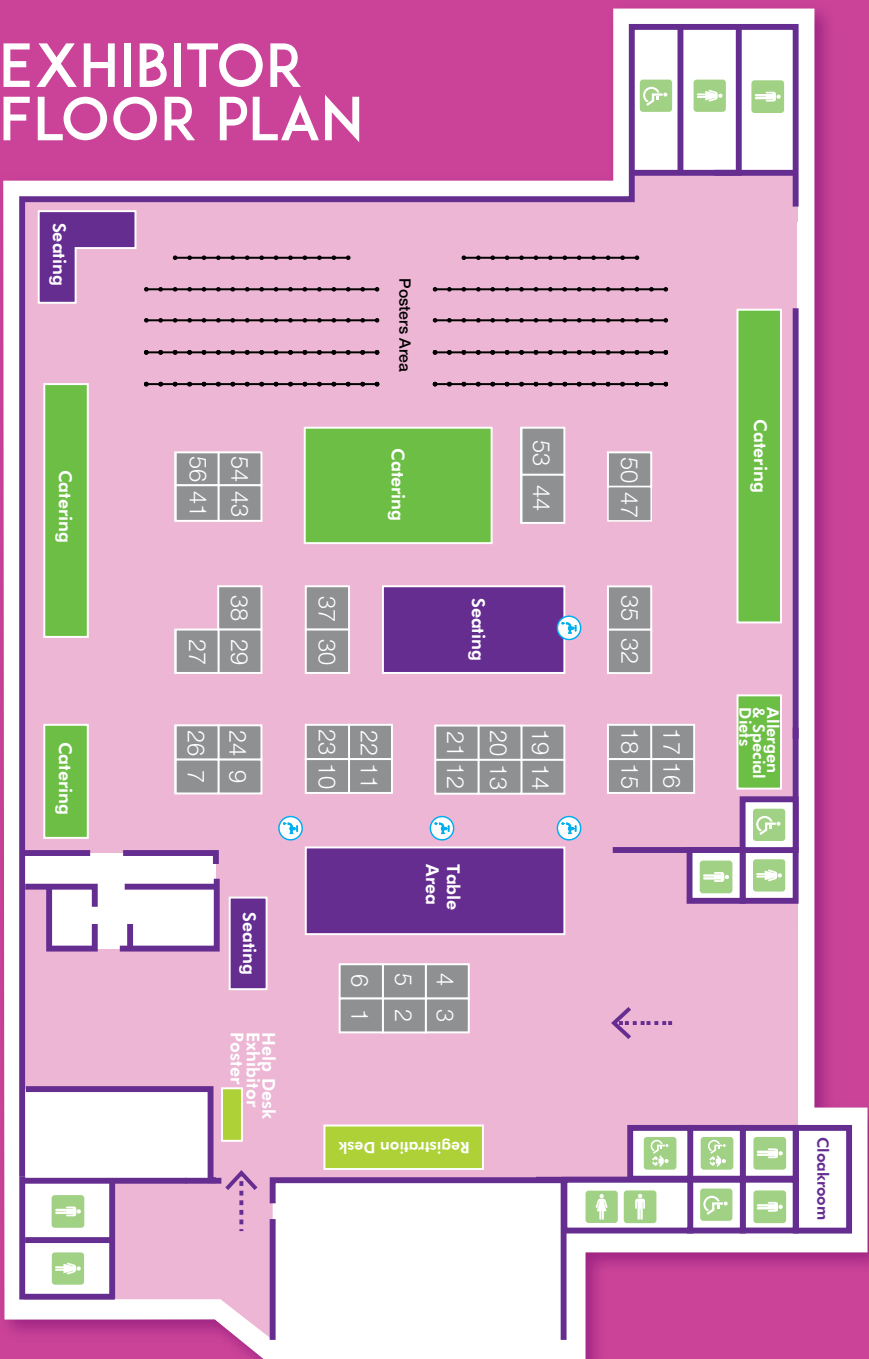 EXHIBITOR
FLOOR PLAN
Seating
Posters Area
Catering
Catering
Catering
53
44
50
47
54
43
56
41
38
29
27
37
30
Seating
35
32
Allergen
& Special
Diets
Catering
24
9
26
7
22
11
23
10
19
14
20
13
21
12
17
16
18
15
Table
Area
Seating
4
3
5
2
6
1
Help Desk
Exhibitor
Poster
Registration Desk
Cloakroom